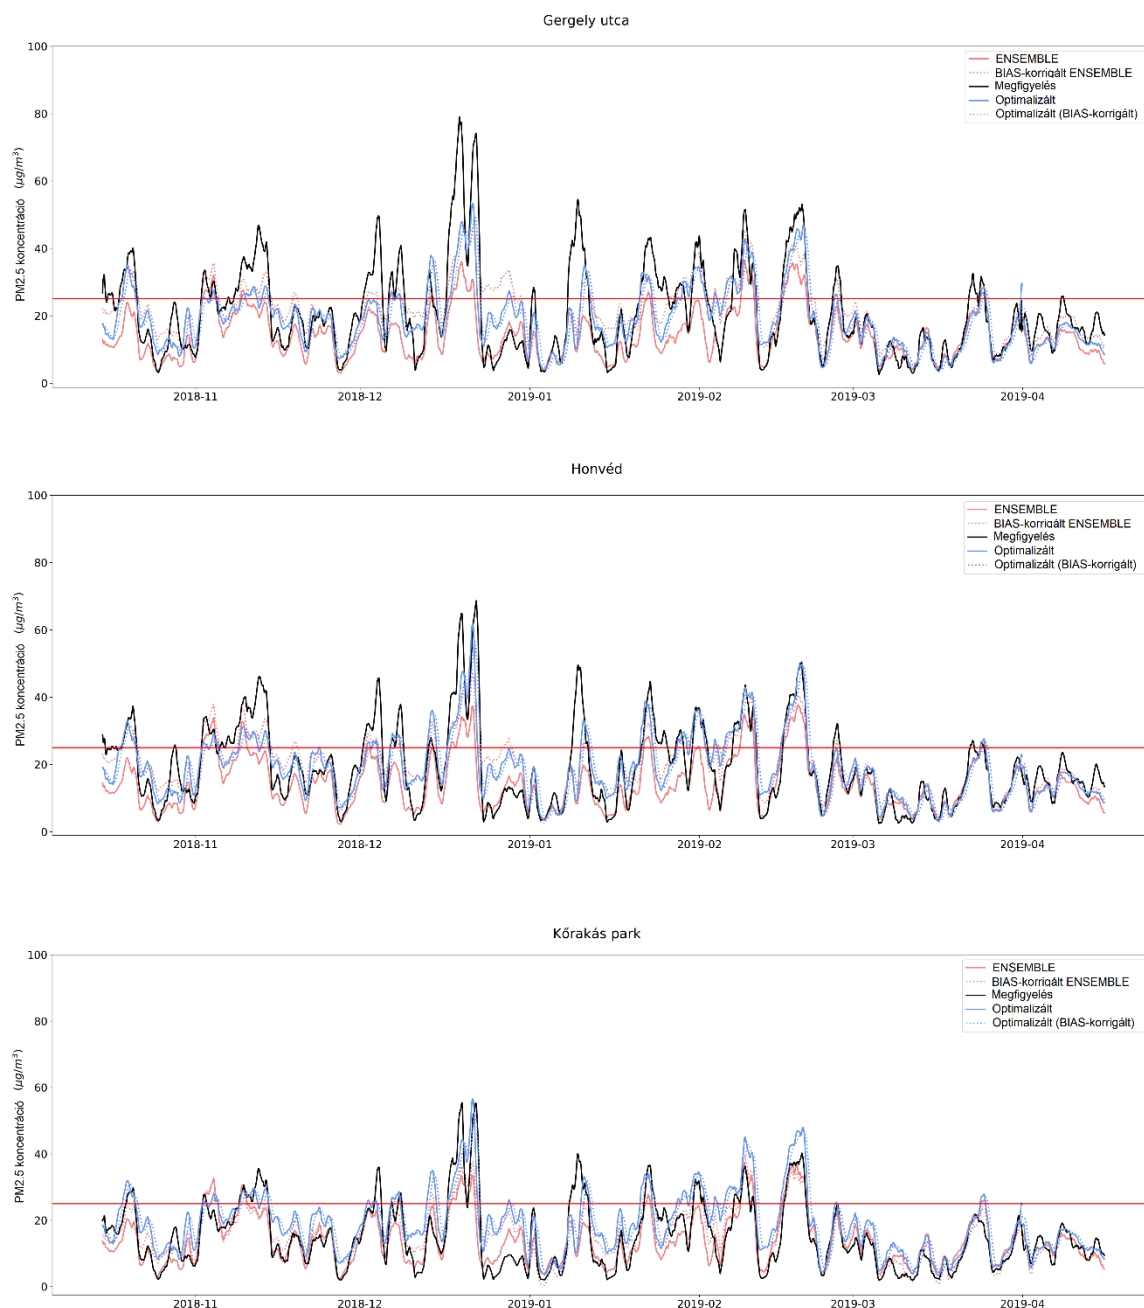 Gergely utca
PM2.5 koncentráció (μg/m³)
100
80
60
40
20
0
ENSEMBLE
BIAS-korrigált ENSEMBLE
Megfigyelés
Optimalizált
Optimalizált (BIAS-korrigált)
2018-11 2018-12 2019-01 2019-02 2019-03 2019-04
Honvéd
PM2.5 koncentráció (μg/m³)
100
80
60
40
20
0
ENSEMBLE
BIAS-korrigált ENSEMBLE
Megfigyelés
Optimalizált
Optimalizált (BIAS-korrigált)
2018-11 2018-12 2019-01 2019-02 2019-03 2019-04
Kőrakás park
PM2.5 koncentráció (μg/m³)
100
80
60
40
20
0
ENSEMBLE
BIAS-korrigált ENSEMBLE
Megfigyelés
Optimalizált
Optimalizált (BIAS-korrigált)
2018-11 2018-12 2019-01 2019-02 2019-03 2019-04